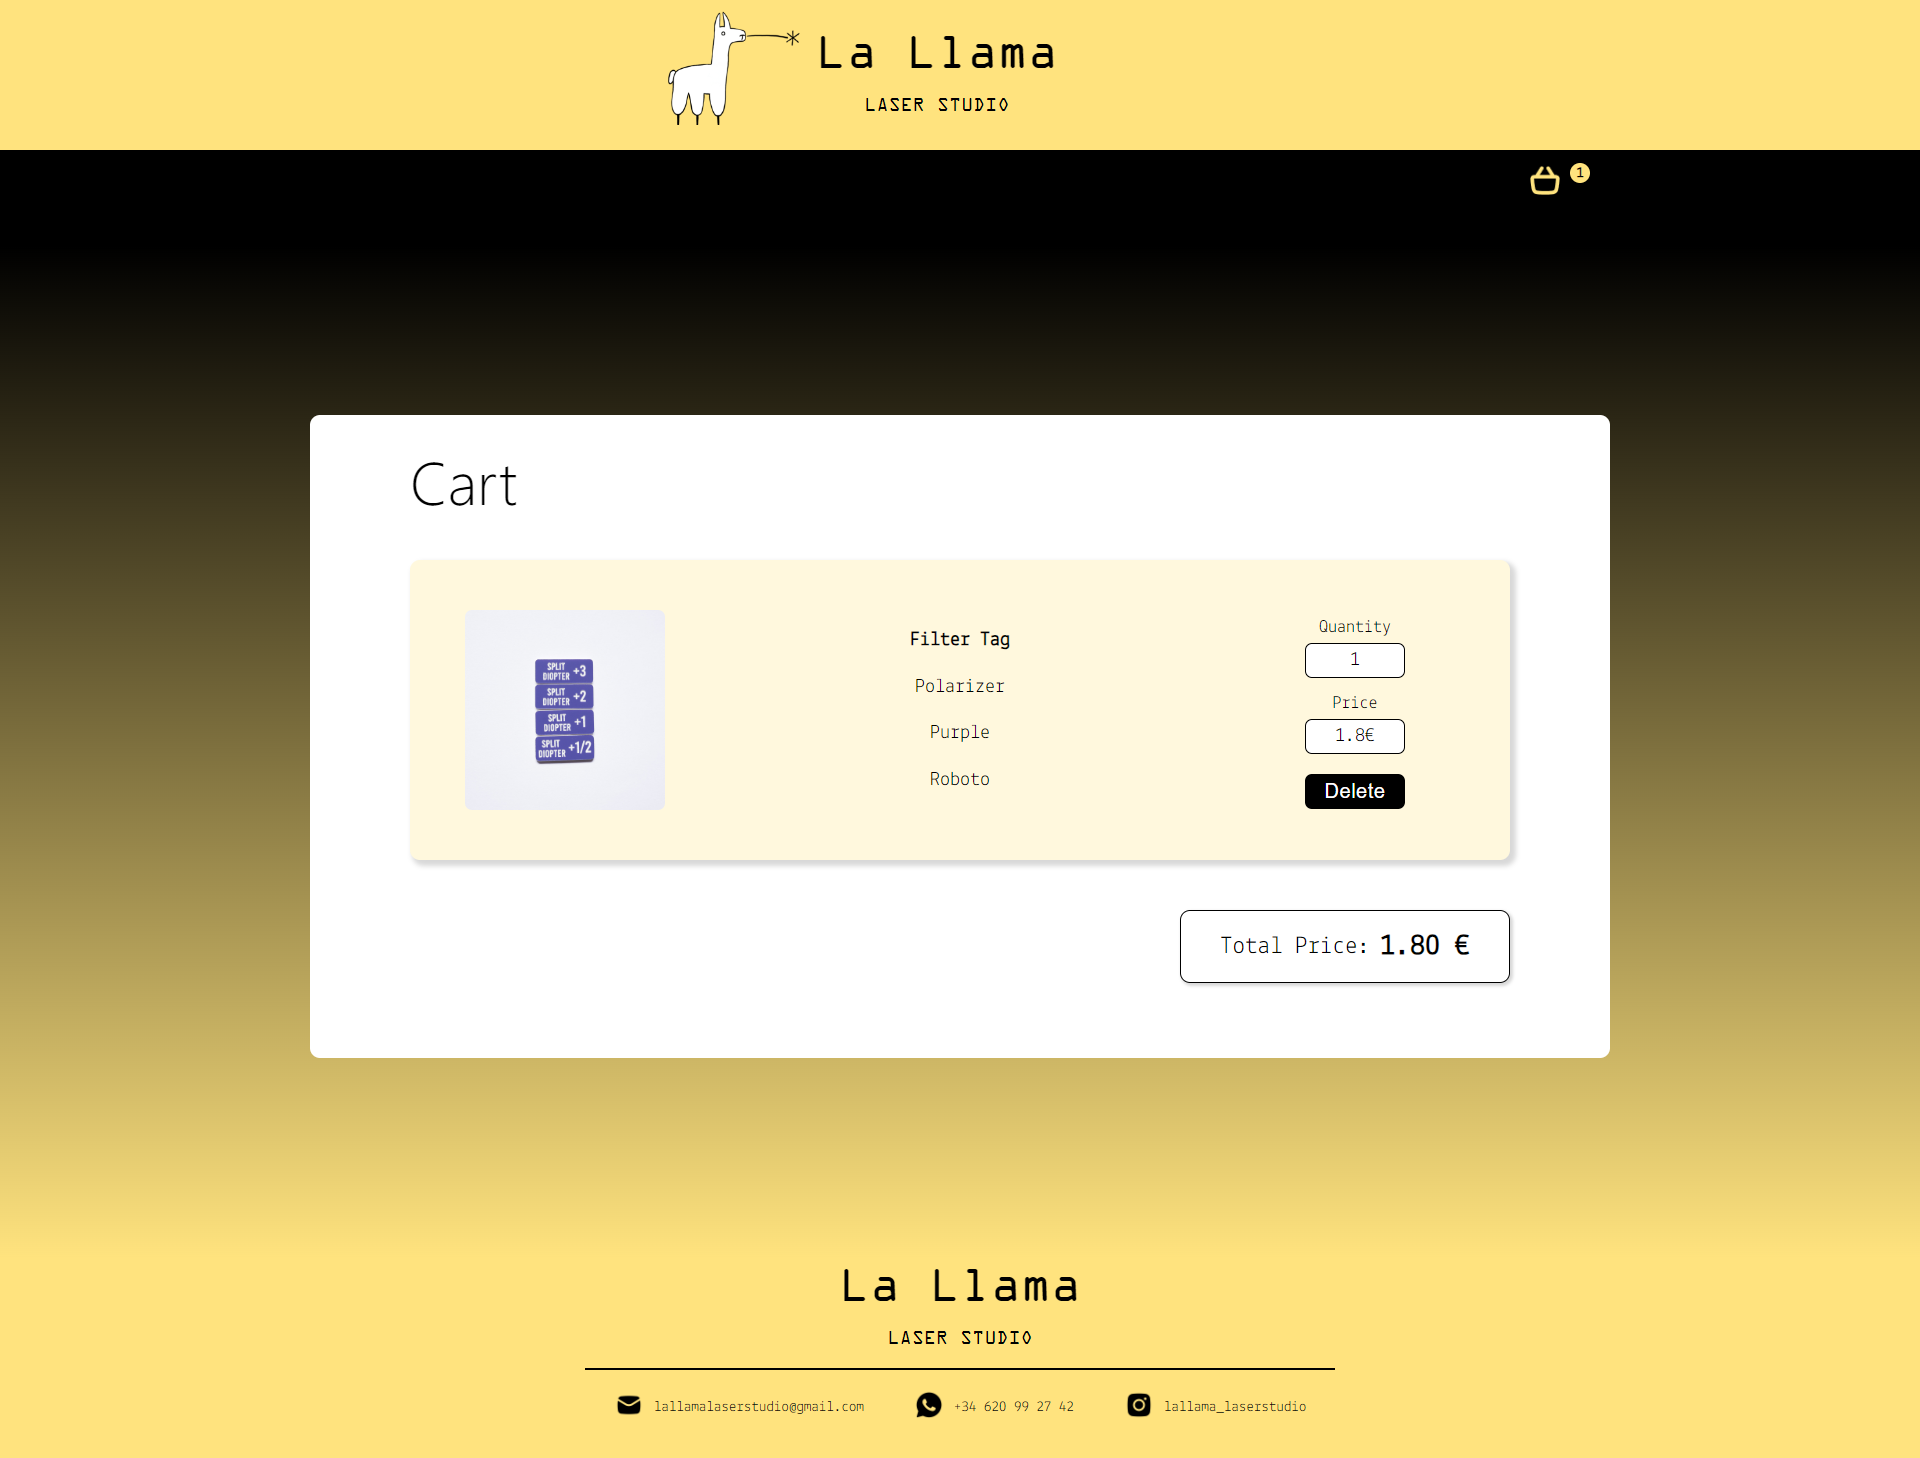 La Llama
LASER STUDIO
1
Cart
SPLIT DIOPTER +3
SPLIT DIOPTER +2
SPLIT DIOPTER +1
SPLIT DIOPTER +1/2
Filter Tag
Polarizer
Purple
Roboto
Quantity
1
Price
1.8€
Delete
Total Price: 1.80 €
La Llama
LASER STUDIO
lallamalaserstudio@gmail.com
+34 620 99 27 42
lallama_laserstudio